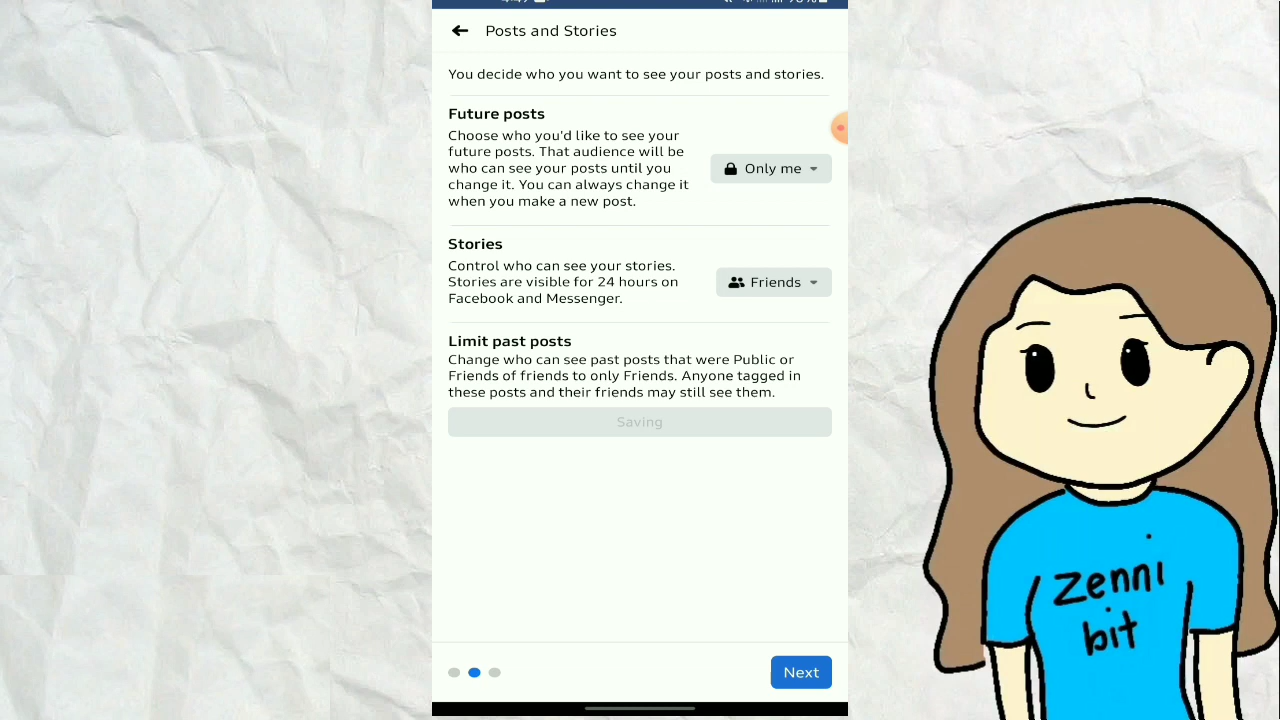 Posts and Stories
You decide who you want to see your posts and stories.
Future posts
Choose who you'd like to see your
future posts. That audience will be
who can see your posts until you
change it. You can always change it
when you make a new post.
Only me
Stories
Control who can see your stories.
Stories are visible for 24 hours on
Facebook and Messenger.
Friends
Limit past posts
Change who can see past posts that were Public or
Friends of friends to only Friends. Anyone tagged in
these posts and their friends may still see them.
Saving
Next
Zenni
bit